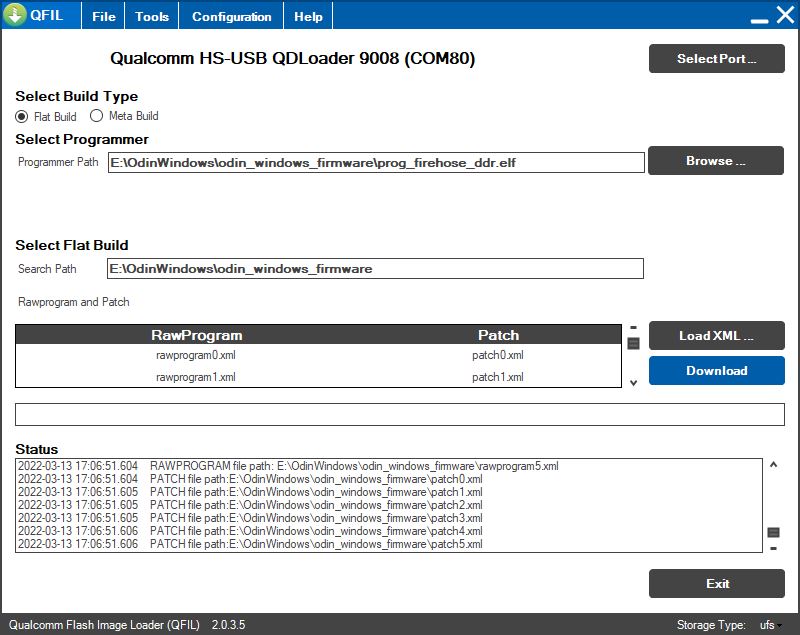 QFIL File Tools Configuration Help
Qualcomm HS-USB QDLoader 9008 (COM80)
Select Port ...
Select Build Type
Flat Build Meta Build
Select Programmer
Programmer Path E:\OdinWindows\odin_windows_firmware\prog_firehose_ddr.elf Browse ...
Select Flat Build
Search Path E:\OdinWindows\odin_windows_firmware
Rawprogram and Patch
RawProgram Patch
Load XML ...
rawprogram0.xml patch0.xml
Download
rawprogram1.xml patch1.xml
Status
2022-03-13 17:06:51.604 RAWPROGRAM file path: E:\OdinWindows\odin_windows_firmware\rawprogram5.xml
2022-03-13 17:06:51.604 PATCH file path:E:\OdinWindows\odin_windows_firmware\patch0.xml
2022-03-13 17:06:51.605 PATCH file path:E:\OdinWindows\odin_windows_firmware\patch1.xml
2022-03-13 17:06:51.605 PATCH file path:E:\OdinWindows\odin_windows_firmware\patch2.xml
2022-03-13 17:06:51.605 PATCH file path:E:\OdinWindows\odin_windows_firmware\patch3.xml
2022-03-13 17:06:51.606 PATCH file path:E:\OdinWindows\odin_windows_firmware\patch4.xml
2022-03-13 17:06:51.606 PATCH file path:E:\OdinWindows\odin_windows_firmware\patch5.xml
Exit
Qualcomm Flash Image Loader (QFIL) 2.0.3.5 Storage Type: ufs